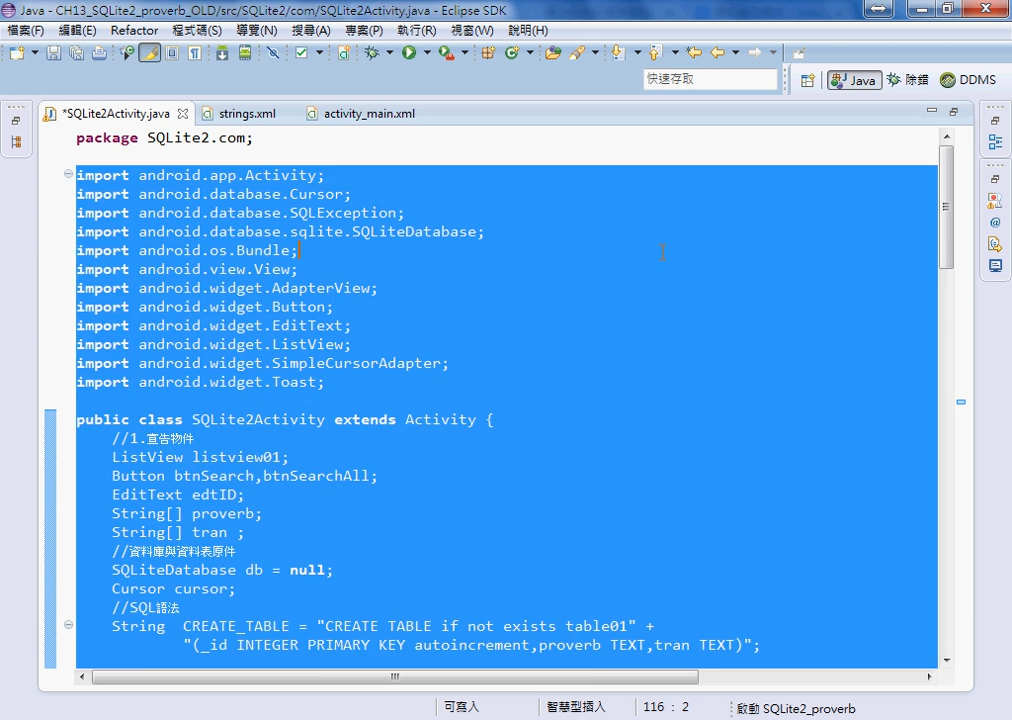 Java - CH13_SQLite2_proverb_OLD/src/SQLite2/com/SQLite2Activity.java - Eclipse SDK
檔案(F) 編輯(E) Refactor 程式碼(S) 導覽(N) 搜尋(A) 專案(P) 執行(R) 視窗(W) 說明(H)
快速存取 Java 除錯 DDMS
*SQLite2Activity.java strings.xml activity_main.xml
package SQLite2.com;
import android.app.Activity;
import android.database.Cursor;
import android.database.SQLException;
import android.database.sqlite.SQLiteDatabase;
import android.os.Bundle;
import android.view.View;
import android.widget.AdapterView;
import android.widget.Button;
import android.widget.EditText;
import android.widget.ListView;
import android.widget.SimpleCursorAdapter;
import android.widget.Toast;
public class SQLite2Activity extends Activity {
//1.宣告物件
ListView listview01;
Button btnSearch,btnSearchAll;
EditText edtID;
String[] proverb;
String[] tran ;
//資料庫與資料表原件
SQLiteDatabase db = null;
Cursor cursor;
//SQL語法
String CREATE_TABLE = "CREATE TABLE if not exists table01" +
"(_id INTEGER PRIMARY KEY autoincrement,proverb TEXT,tran TEXT)";
可寫入 智慧型插入 116 : 2 啟動 SQLite2_proverb